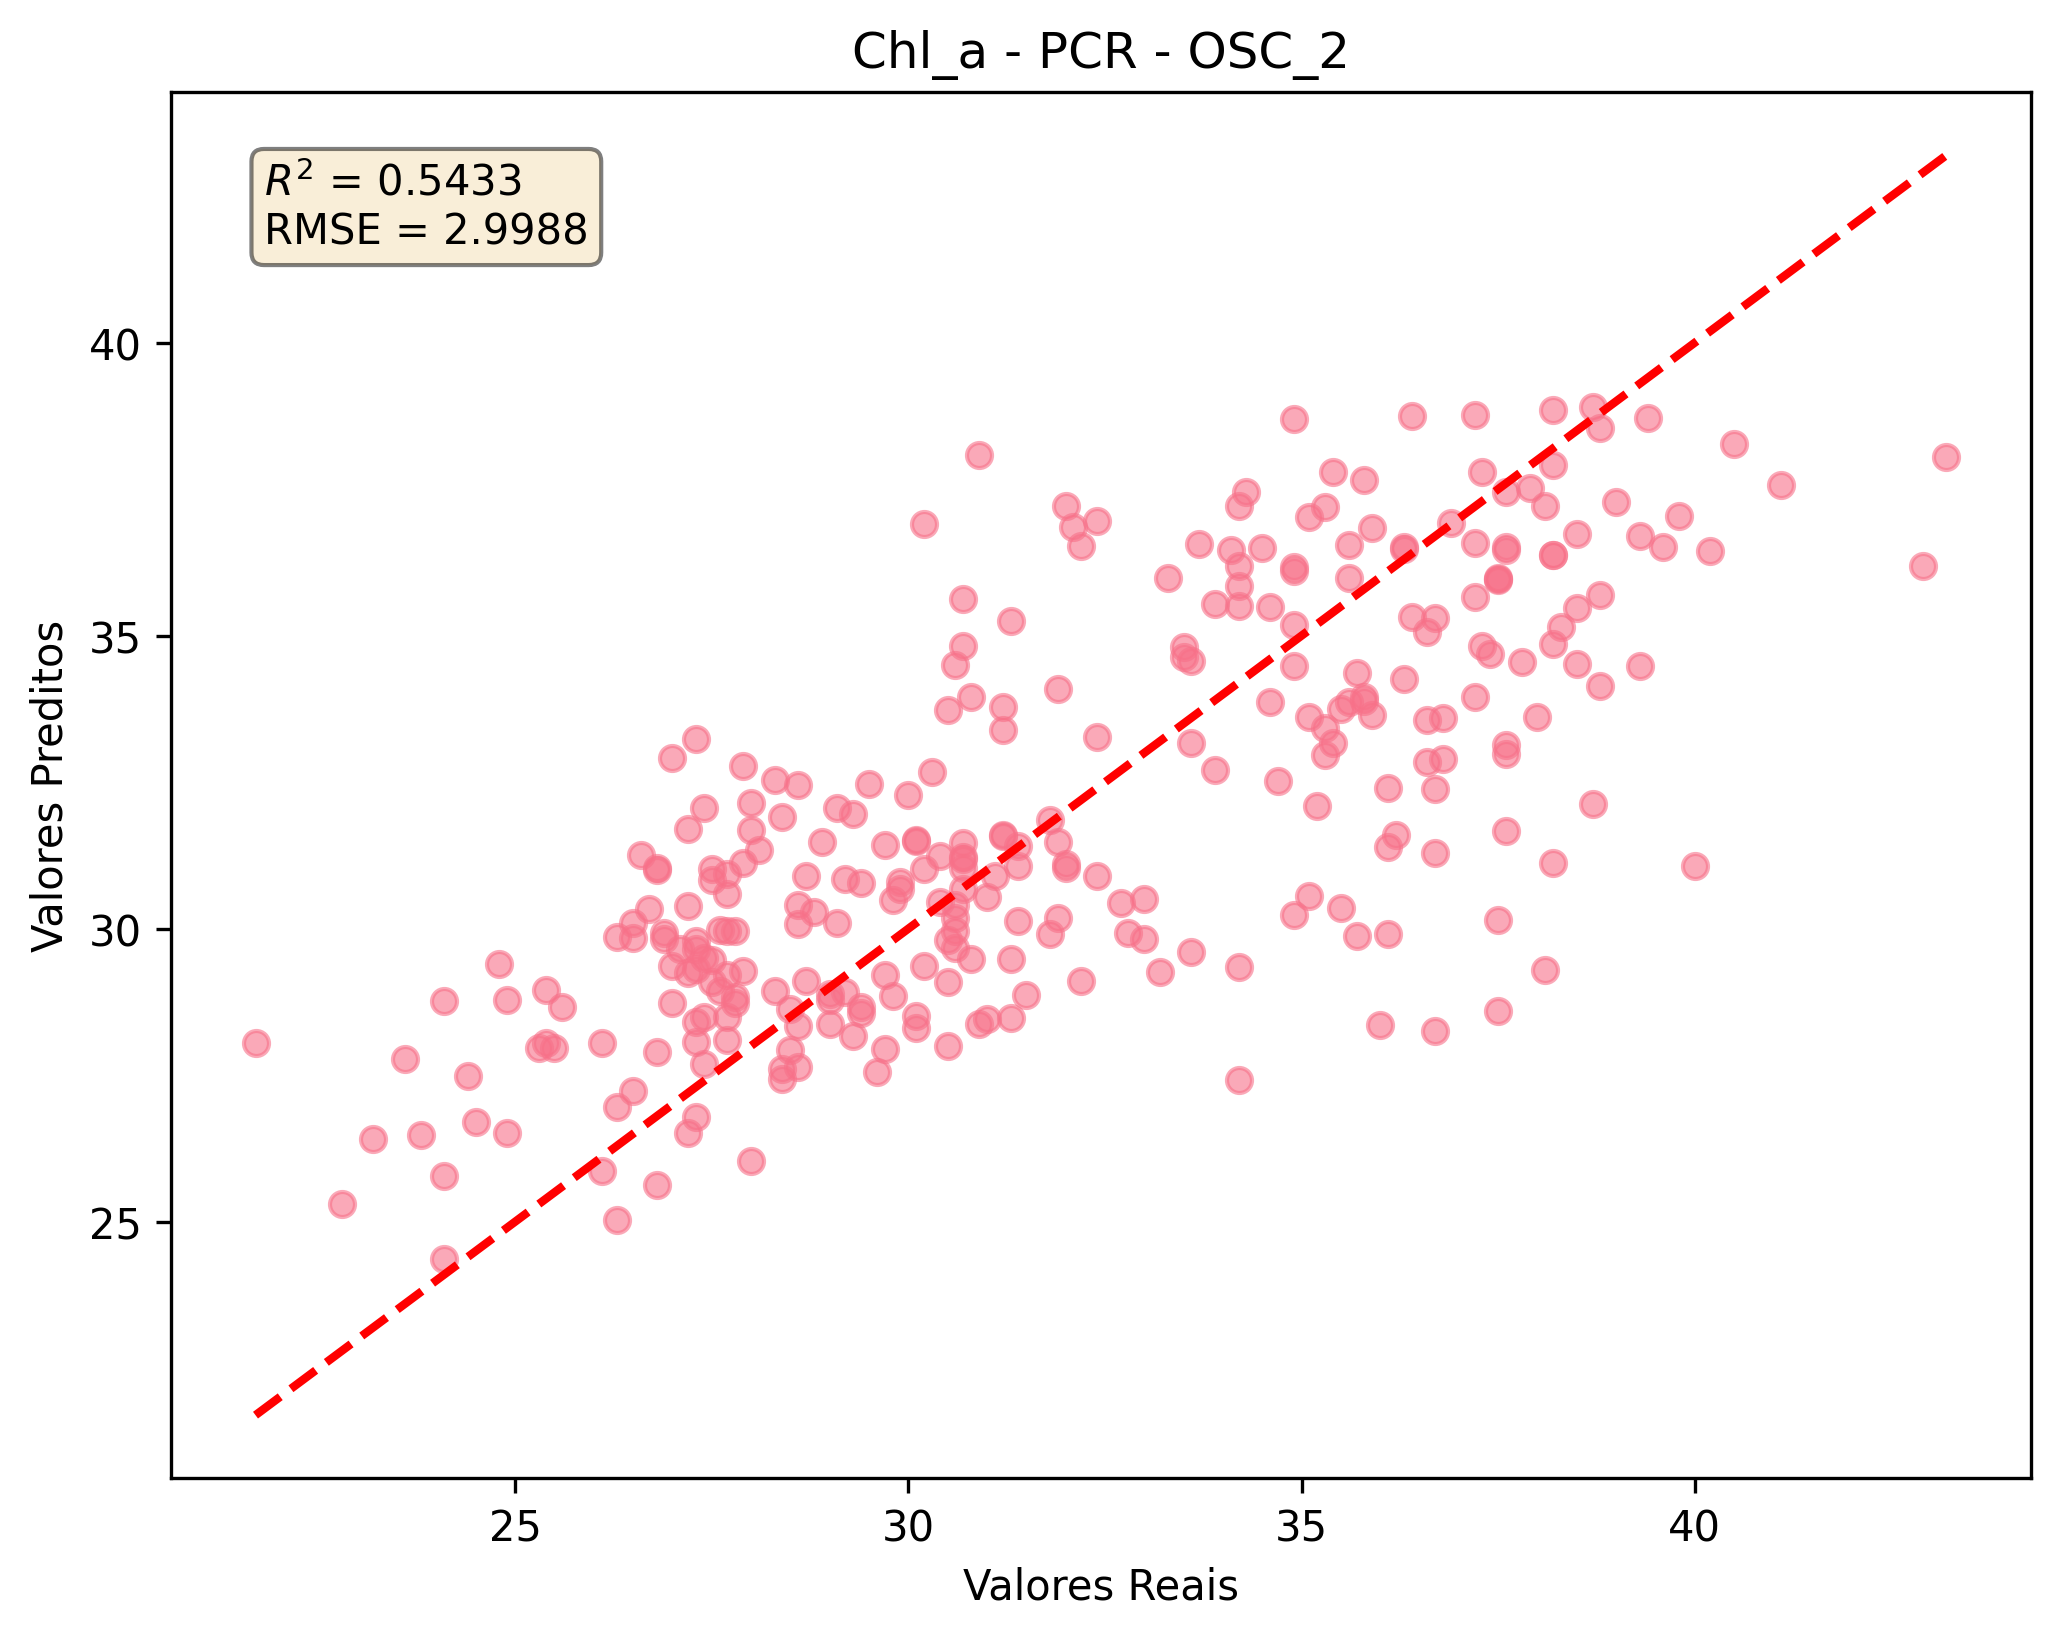 Chl_a - PCR - OSC_2
R² = 0.5433
RMSE = 2.9988
Valores Preditos
40
35
30
25
25 30 35 40
Valores Reais